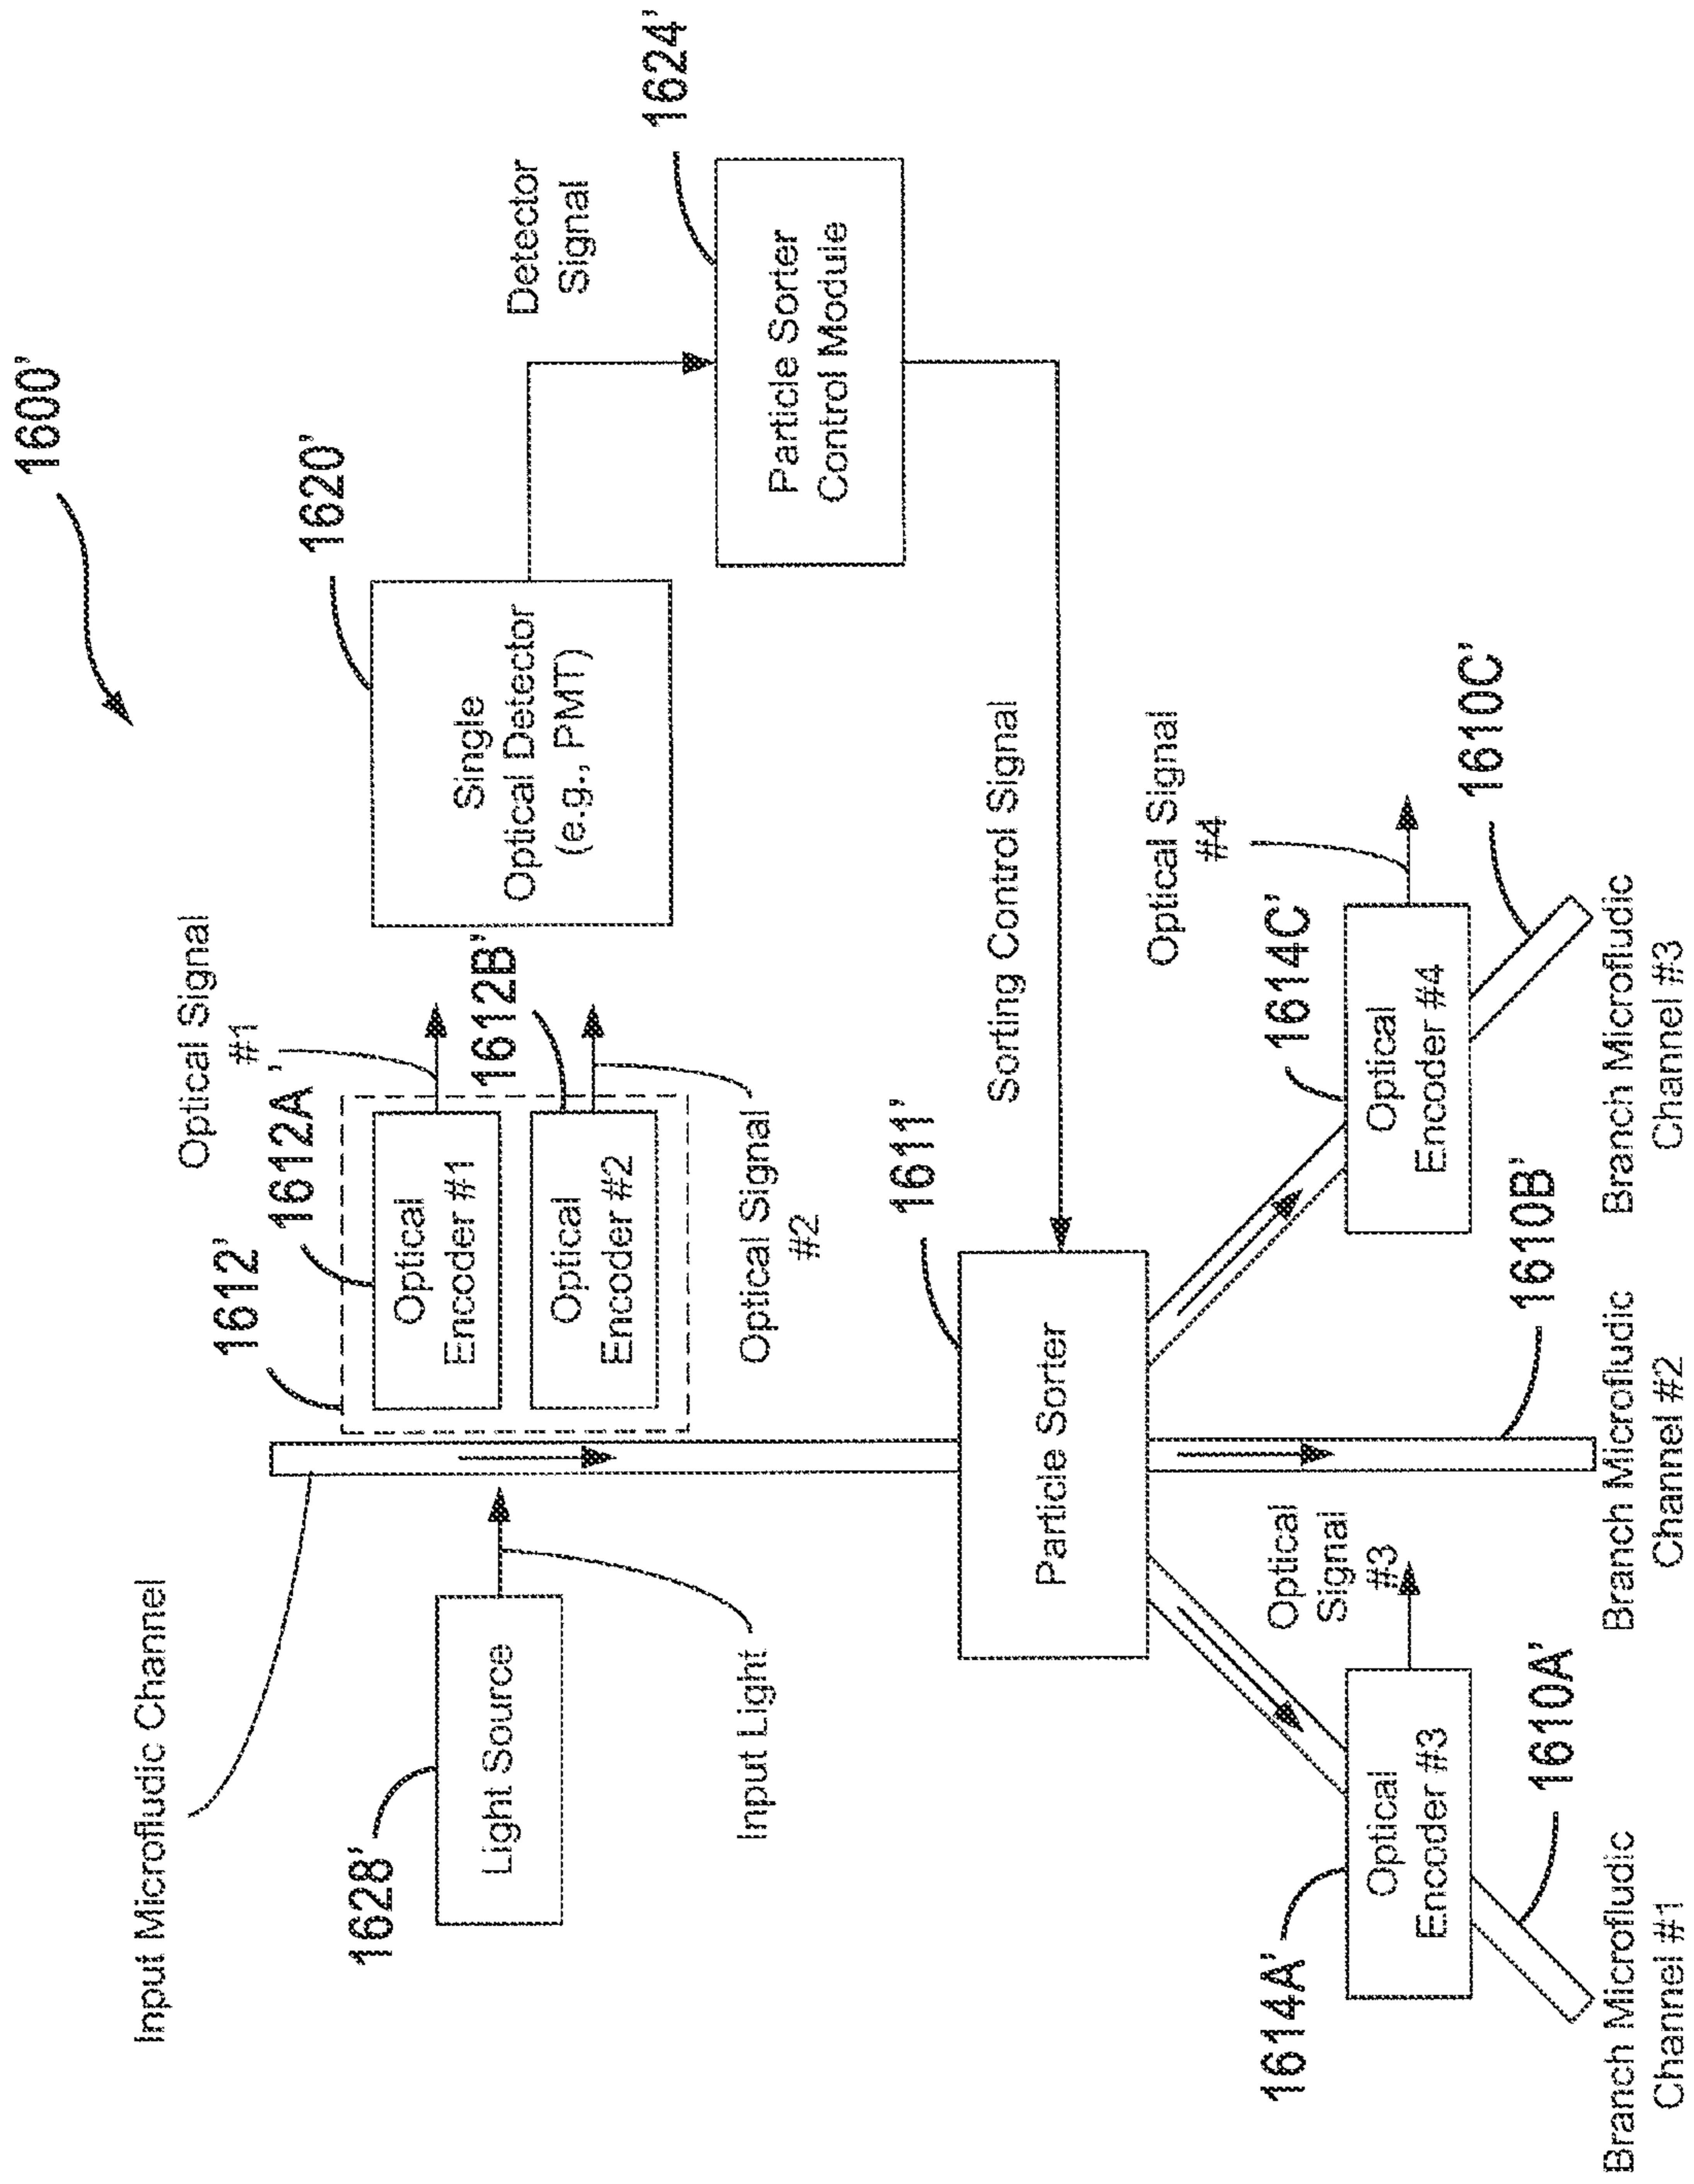 1600'
Input Microfludic Channel
Optical Signal
#1
1620'
1612'
1612A'
1628'
Light Source
Optical
Encoder #1
1612B'
Optical
Encoder #2
Single
Optical Detector
(e.g., PMT)
Detector
Signal
1624'
Input Light
Optical Signal
#2
Particle Sorter
Control Module
1611'
Sorting Control Signal
Particle Sorter
Optical Signal
#4
1614A'
Optical
Signal
#3
1614C'
Optical
Encoder #3
Optical
Encoder #4
1610A'
1610B'
1610C'
Branch Microfludic
Channel #1
Branch Microfludic
Channel #2
Branch Microfludic
Channel #3